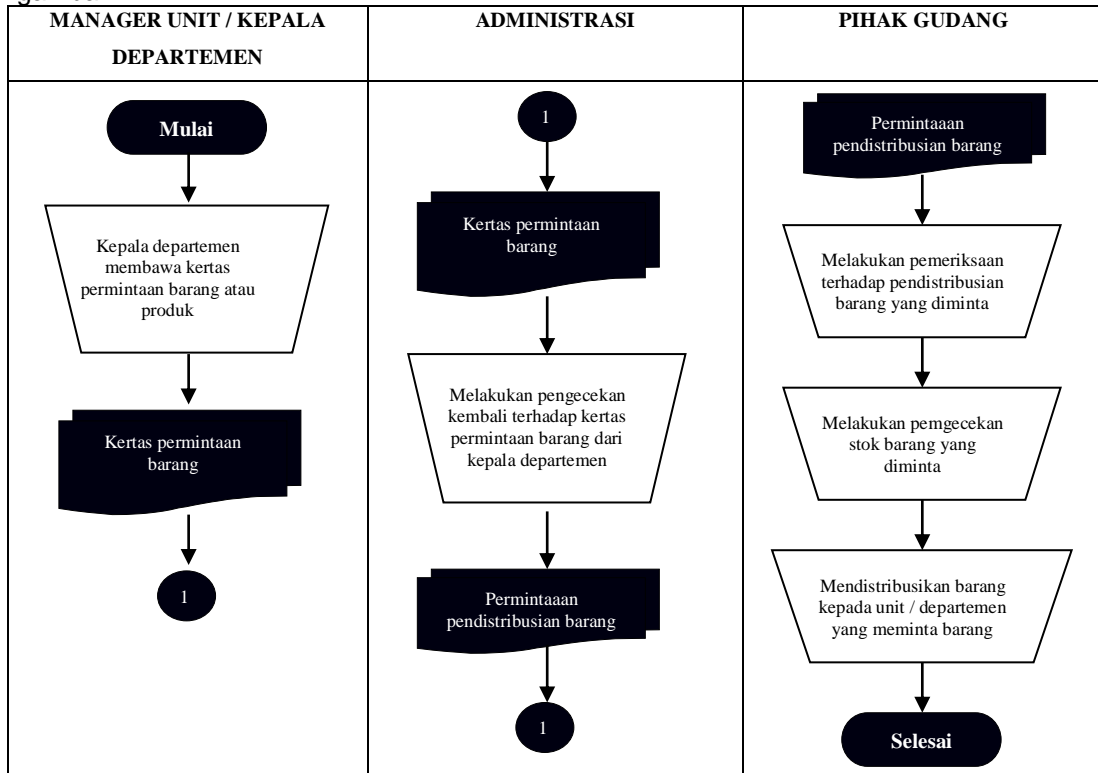 MANAGER UNIT / KEPALA
DEPARTEMEN
Mulai
Kepala departemen
membawa kertas
permintaan barang atau
produk
Kertas permintaan
barang
1
ADMINISTRASI
1
Kertas permintaan
barang
Melakukan pengecekan
kembali terhadap kertas
permintaan barang dari
kepala departemen
Permintaaan
pendistribusian barang
1
PIHAK GUDANG
Permintaaan
pendistribusian barang
Melakukan pemeriksaan
terhadap pendistribusian
barang yang diminta
Melakukan pemgecekan
stok barang yang
diminta
Mendistribusikan barang
kepada unit / departemen
yang meminta barang
Selesai